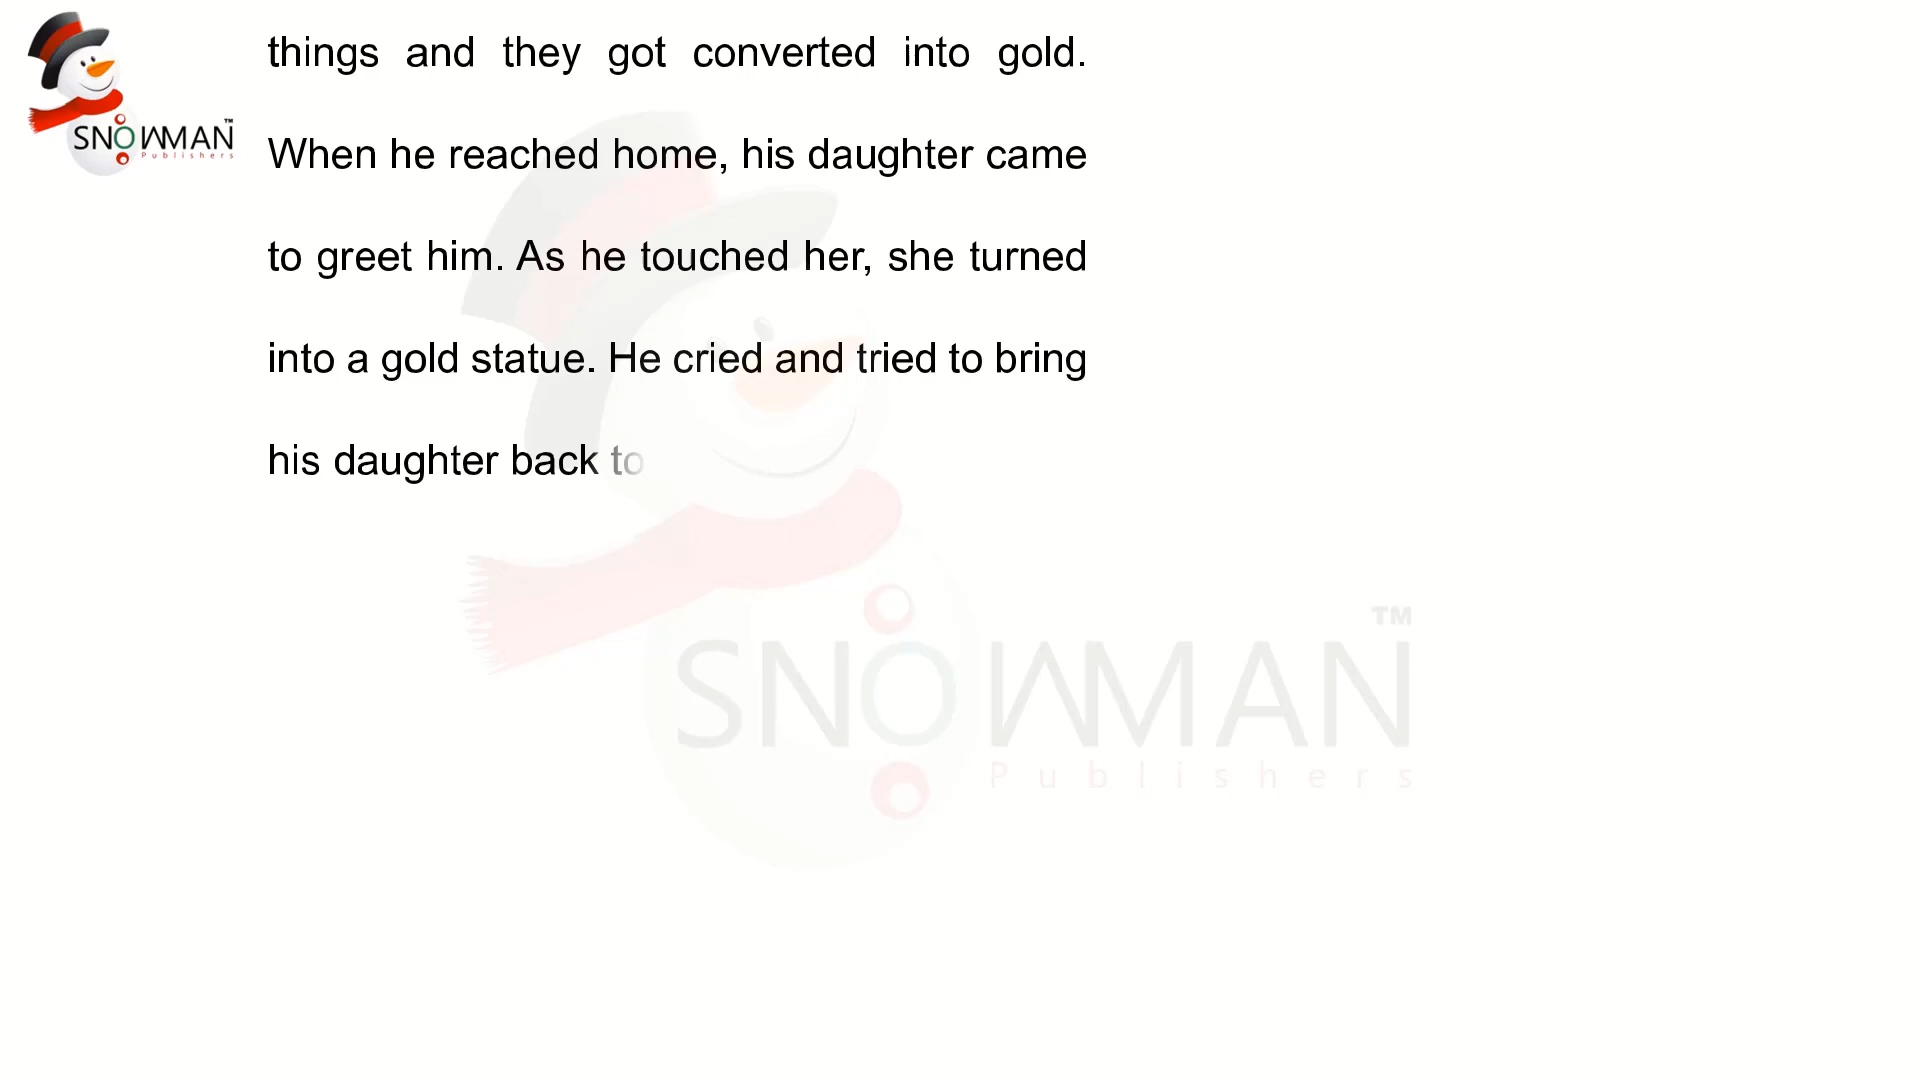 things and they got converted into gold.
When he reached home, his daughter came
to greet him. As he touched her, she turned
into a gold statue. He cried and tried to bring
his daughter back to
SNOWMAN
TM
Publishers
TM
SNOWMAN
Publishers